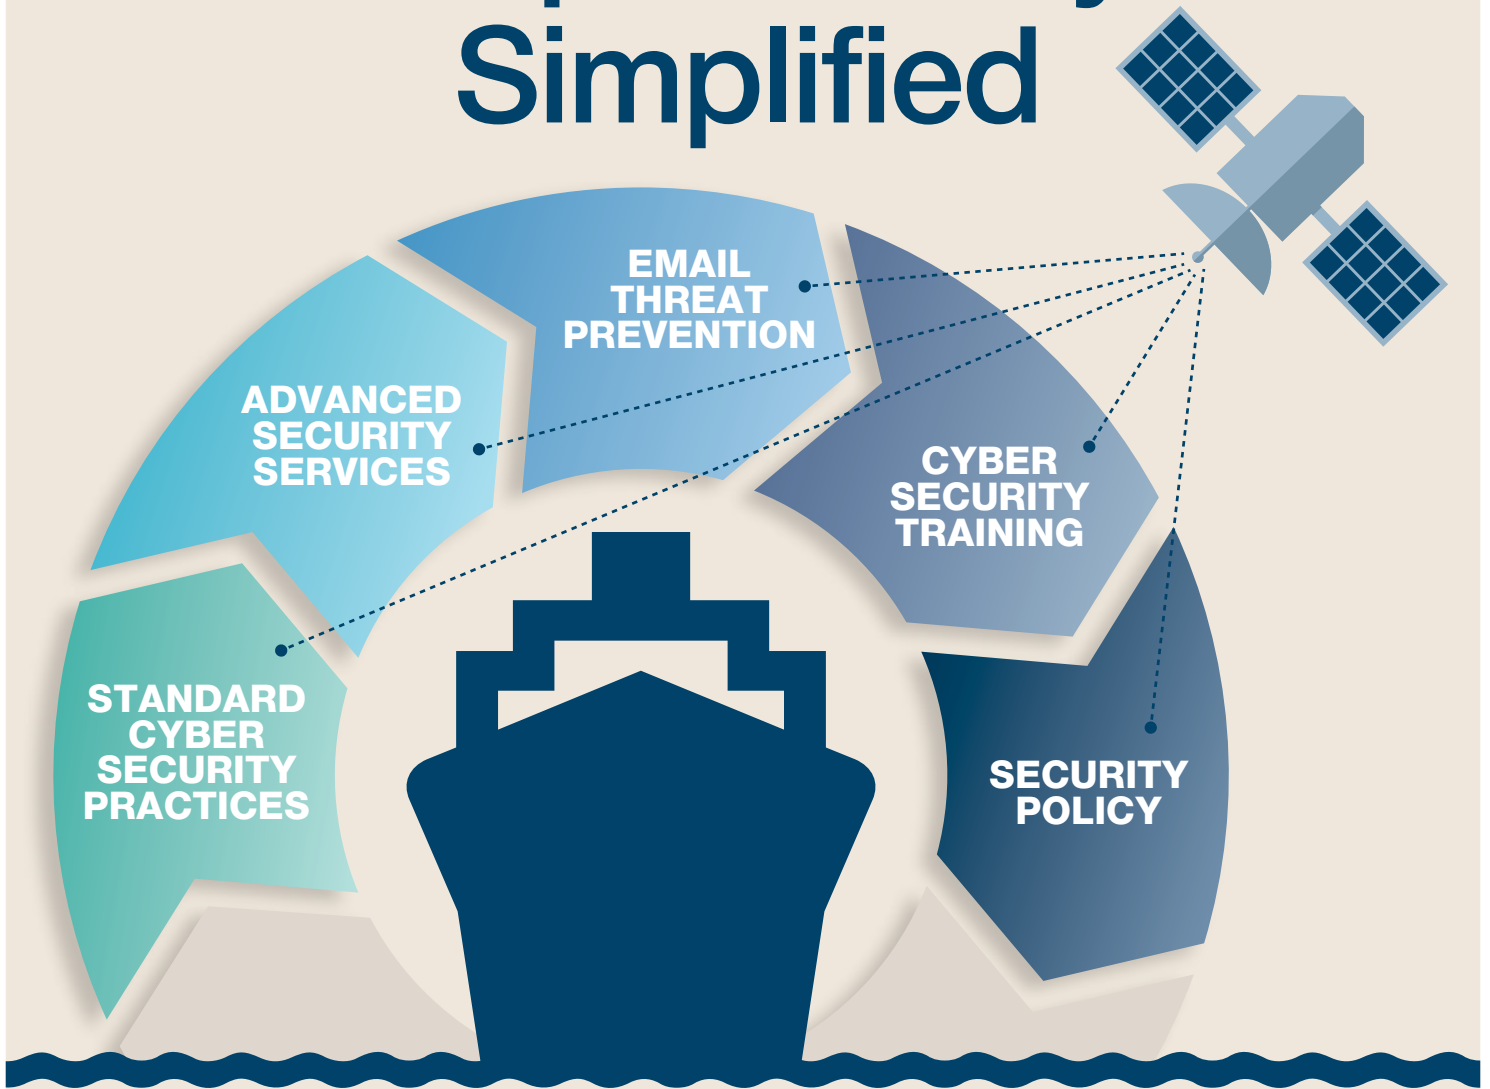 Simplified
EMAIL
THREAT
PREVENTION
ADVANCED
SECURITY
SERVICES
CYBER
SECURITY
TRAINING
STANDARD
CYBER
SECURITY
PRACTICES
SECURITY
POLICY